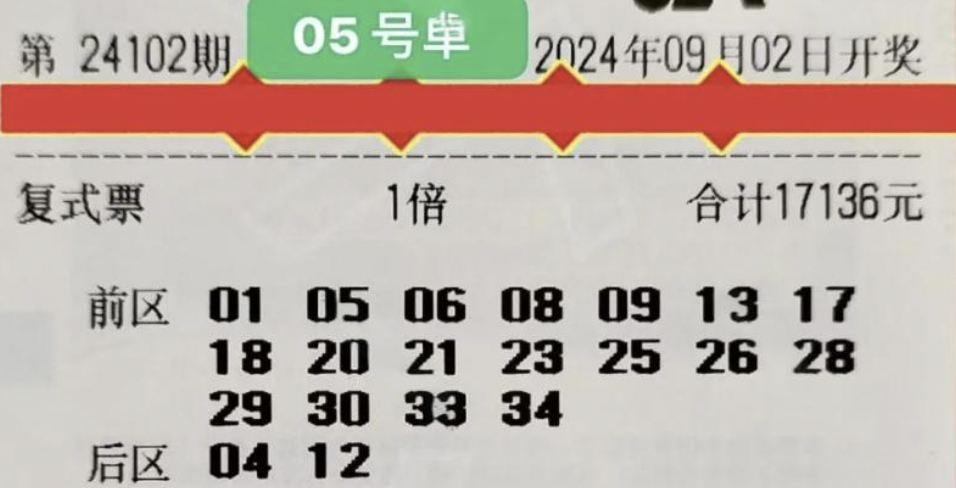 05号单
第 24102期 2024年09月02日开奖
复式票 1倍 合计17136元
前区 01 05 06 08 09 13 17
18 20 21 23 25 26 28
29 30 33 34
后区 04 12